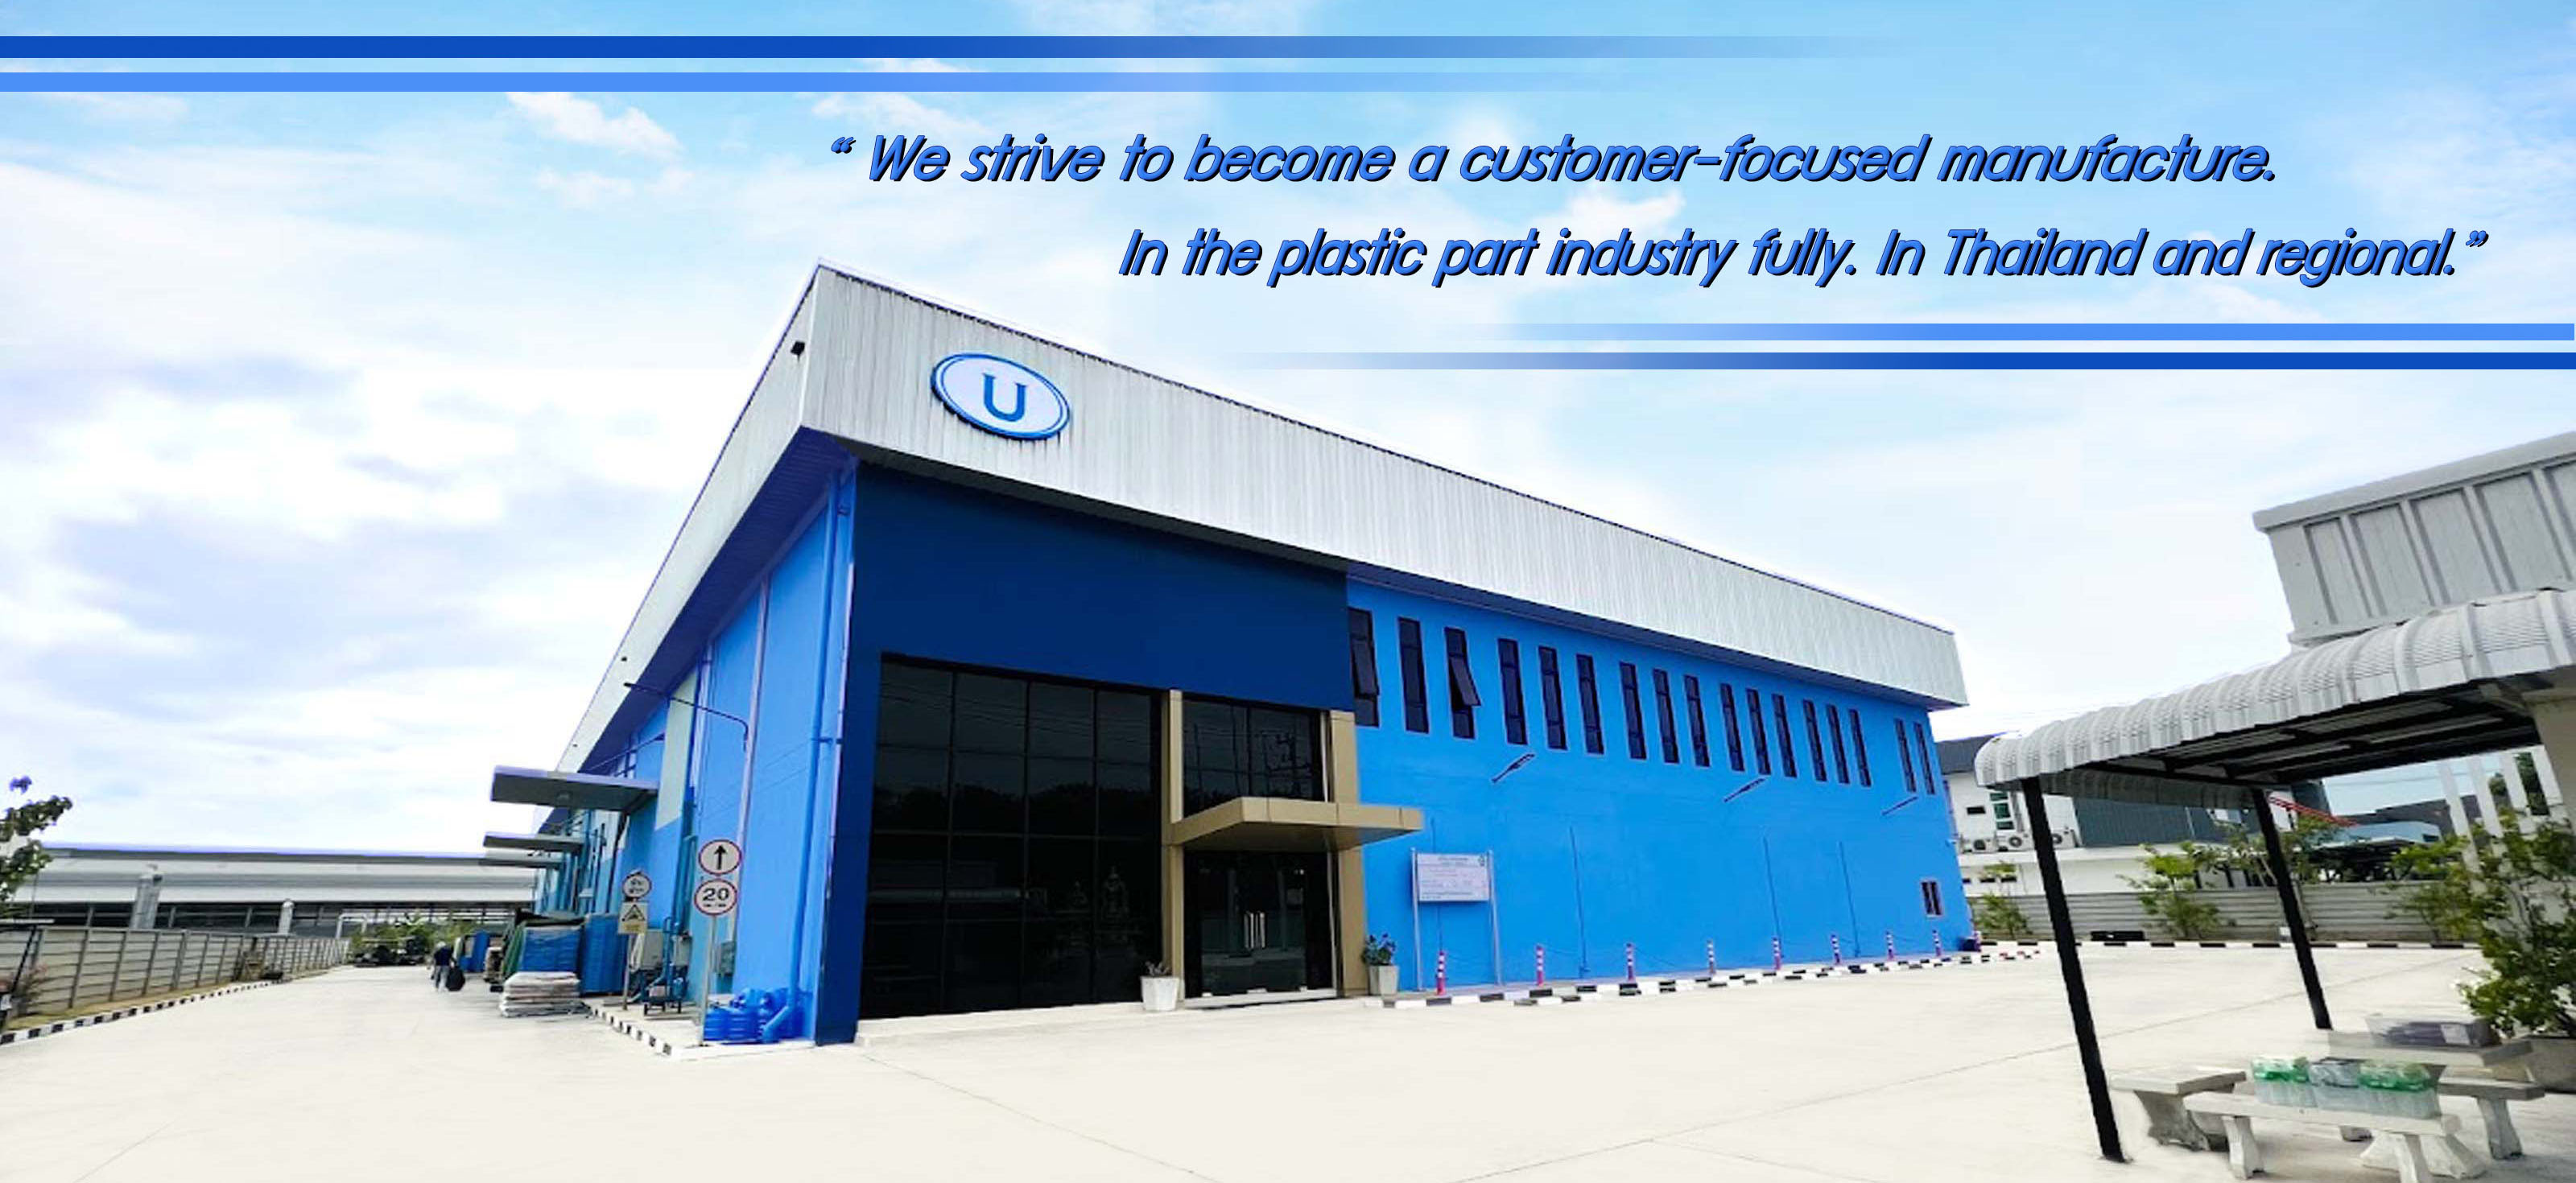 “ We strive to become a customer-focused manufacture.
In the plastic part industry fully. In Thailand and regional.”
U
20